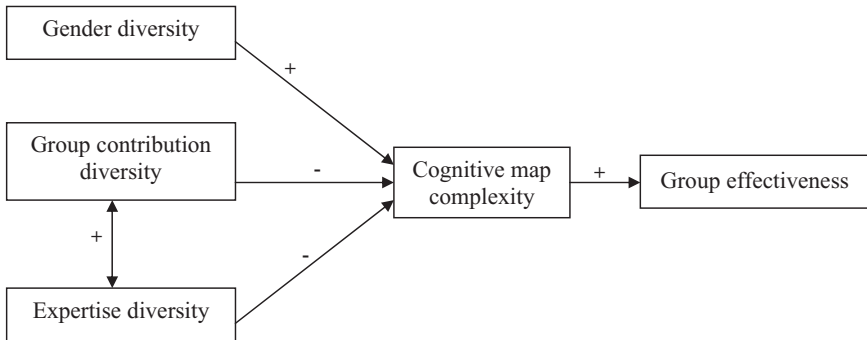 Gender diversity
+
Group contribution
diversity
-
Cognitive map
complexity
+
Group effectiveness
+
-
Expertise diversity